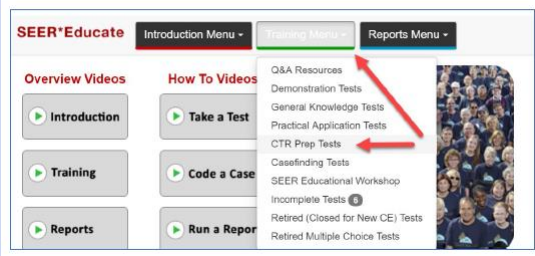 SEER*Educate
Introduction Menu
Training Menu
Reports Menu
Overview Videos
How To Videos
Introduction
Take a Test
Training
Code a Case
Reports
Run a Repor
Q&A Resources
Demonstration Tests
General Knowledge Tests
Practical Application Tests
CTR Prep Tests
Casefinding Tests
SEER Educational Workshop
Incomplete Tests 6
Retired (Closed for New CE) Tests
Retired Multiple Choice Tests